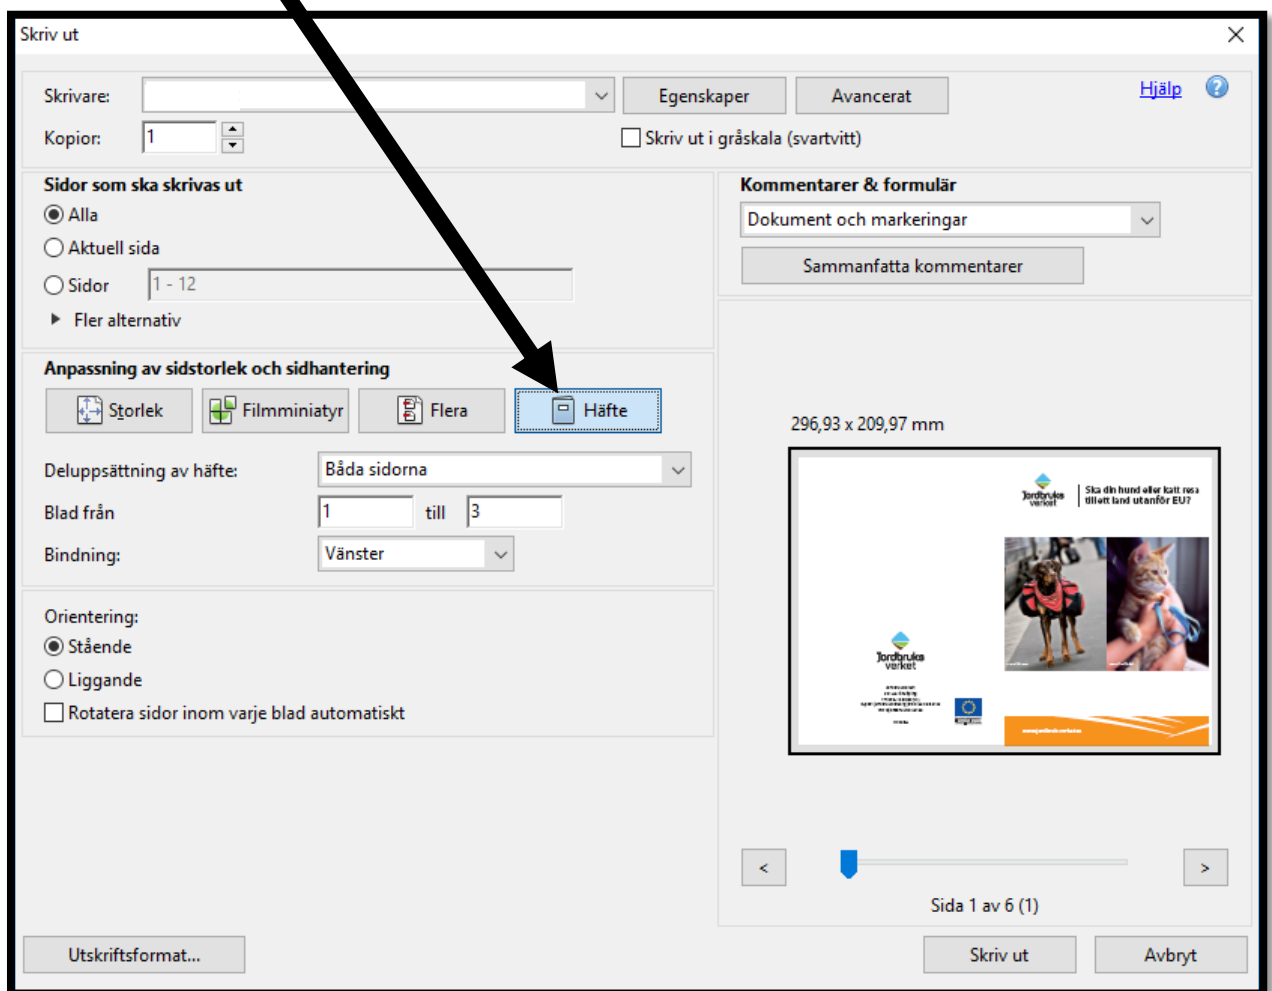 Skriv ut
Skrivare:
Egenskaper
Avancerat
Hjälp
Kopior:
1
Skriv ut i gråskala (svartvitt)
Sidor som ska skrivas ut
Alla
Aktuell sida
Sidor
1 - 12
Fler alternativ
Kommentarer & formulär
Dokument och markeringar
Sammanfatta kommentarer
Anpassning av sidstorlek och sidhantering
Storlek
Filmminiatyr
Flera
Häfte
Deluppsättning av häfte:
Båda sidorna
Blad från
1
till
3
Bindning:
Vänster
Orientering:
Stående
Liggande
Rotatera sidor inom varje blad automatiskt
296,93 x 209,97 mm
Jordbruks
verket
Ska din hund eller katt resa
till ett land utanför EU?
Jordbruks
verket
<
>
Sida 1 av 6 (1)
Utskriftsformat...
Skriv ut
Avbryt